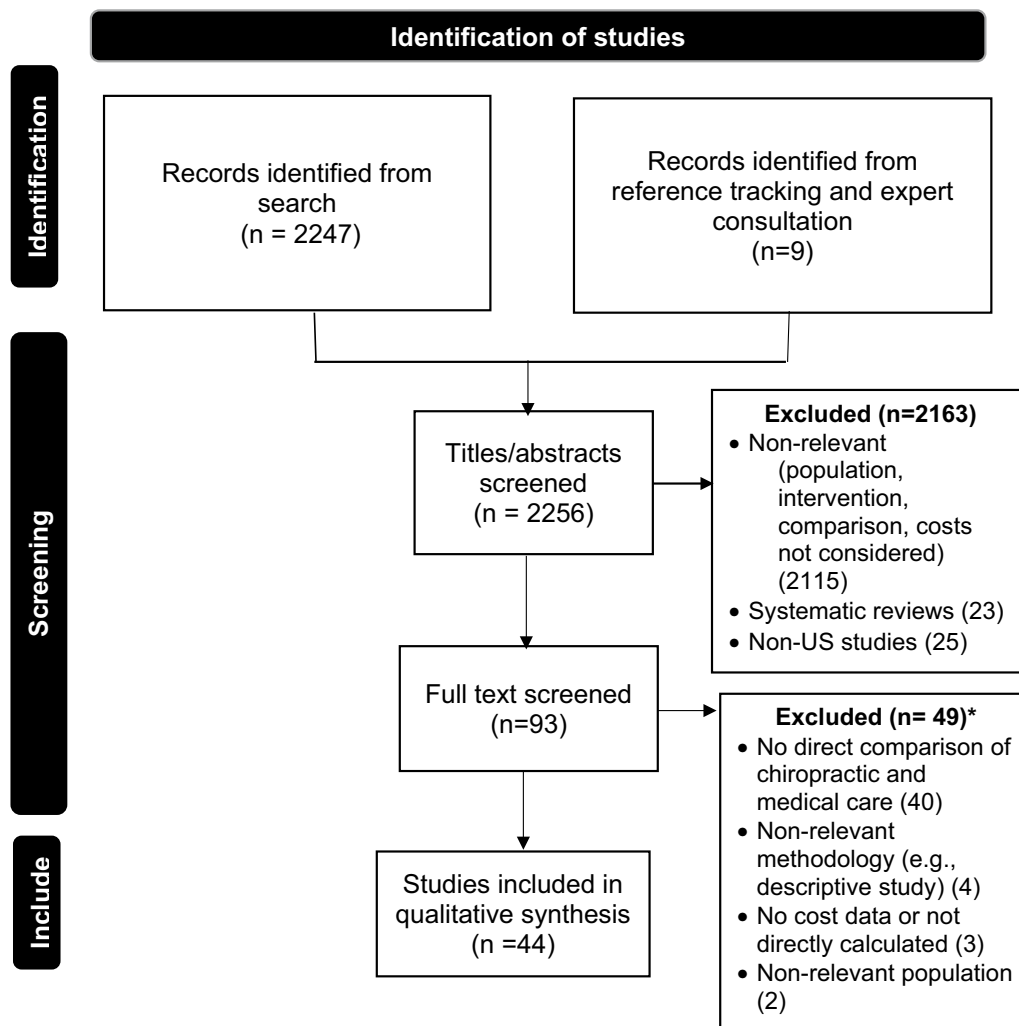 Identification of studies
Identification
Records identified from
search
(n = 2247)
Records identified from
reference tracking and expert
consultation
(n=9)
Screening
Titles/abstracts
screened
(n = 2256)
Excluded (n=2163)
• Non-relevant
(population,
intervention,
comparison, costs
not considered)
(2115)
• Systematic reviews (23)
• Non-US studies (25)
Full text screened
(n=93)
Excluded (n= 49)*
• No direct comparison of
chiropractic and
medical care (40)
• Non-relevant
methodology (e.g.,
descriptive study) (4)
• No cost data or not
directly calculated (3)
• Non-relevant population
(2)
Include
Studies included in
qualitative synthesis
(n =44)